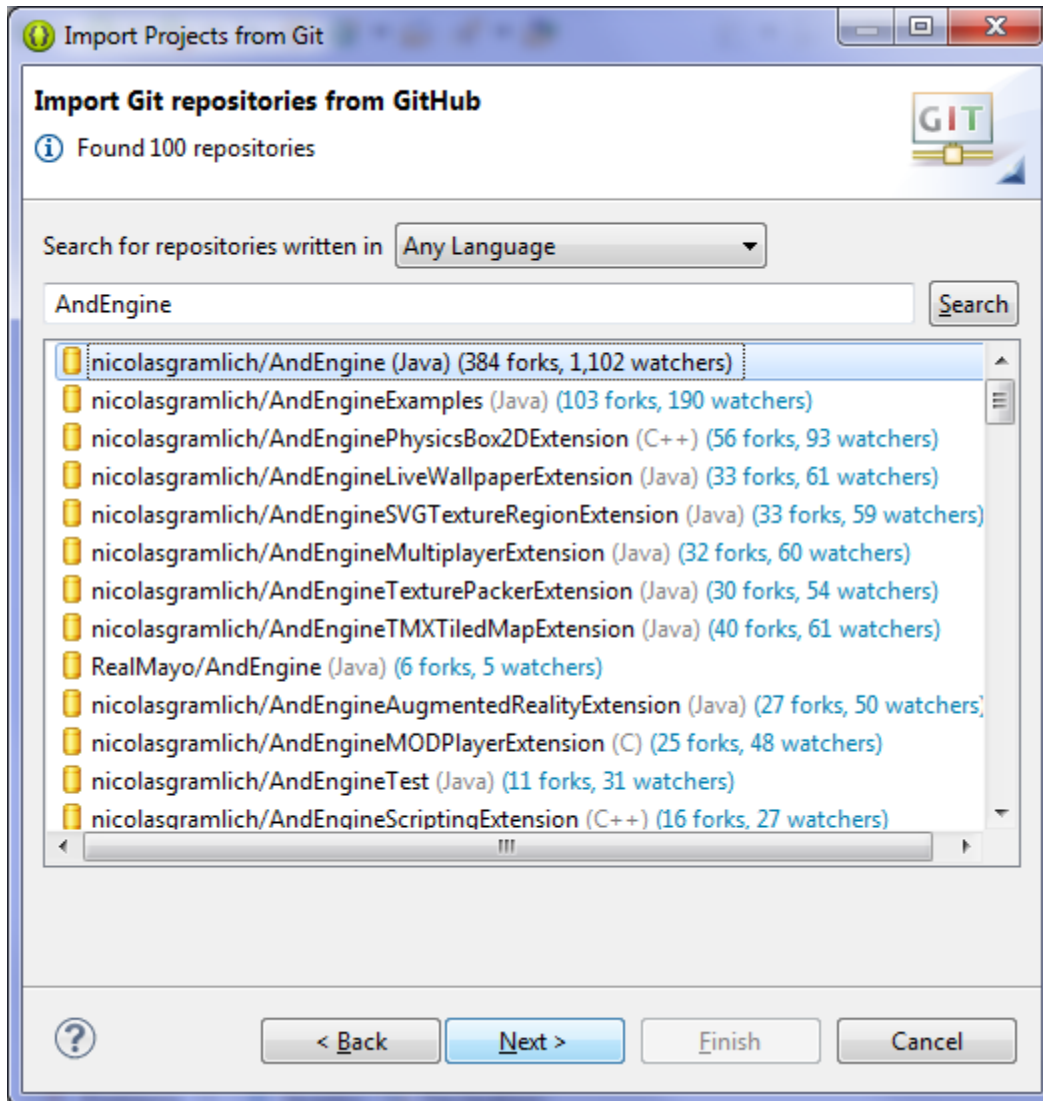 Import Projects from Git
Import Git repositories from GitHub
GIT
Found 100 repositories
Search for repositories written in Any Language
AndEngine Search
nicolasgramlich/AndEngine (Java) (384 forks, 1,102 watchers)
nicolasgramlich/AndEngineExamples (Java) (103 forks, 190 watchers)
nicolasgramlich/AndEnginePhysicsBox2DExtension (C++) (56 forks, 93 watchers)
nicolasgramlich/AndEngineLiveWallpaperExtension (Java) (33 forks, 61 watchers)
nicolasgramlich/AndEngineSVGTextureRegionExtension (Java) (33 forks, 59 watchers)
nicolasgramlich/AndEngineMultiplayerExtension (Java) (32 forks, 60 watchers)
nicolasgramlich/AndEngineTexturePackerExtension (Java) (30 forks, 54 watchers)
nicolasgramlich/AndEngineTMXTiledMapExtension (Java) (40 forks, 61 watchers)
RealMayo/AndEngine (Java) (6 forks, 5 watchers)
nicolasgramlich/AndEngineAugmentedRealityExtension (Java) (27 forks, 50 watchers)
nicolasgramlich/AndEngineMODPlayerExtension (C) (25 forks, 48 watchers)
nicolasgramlich/AndEngineTest (Java) (11 forks, 31 watchers)
nicolasgramlich/AndEngineScriptingExtension (C++) (16 forks, 27 watchers)
? < Back Next > Finish Cancel